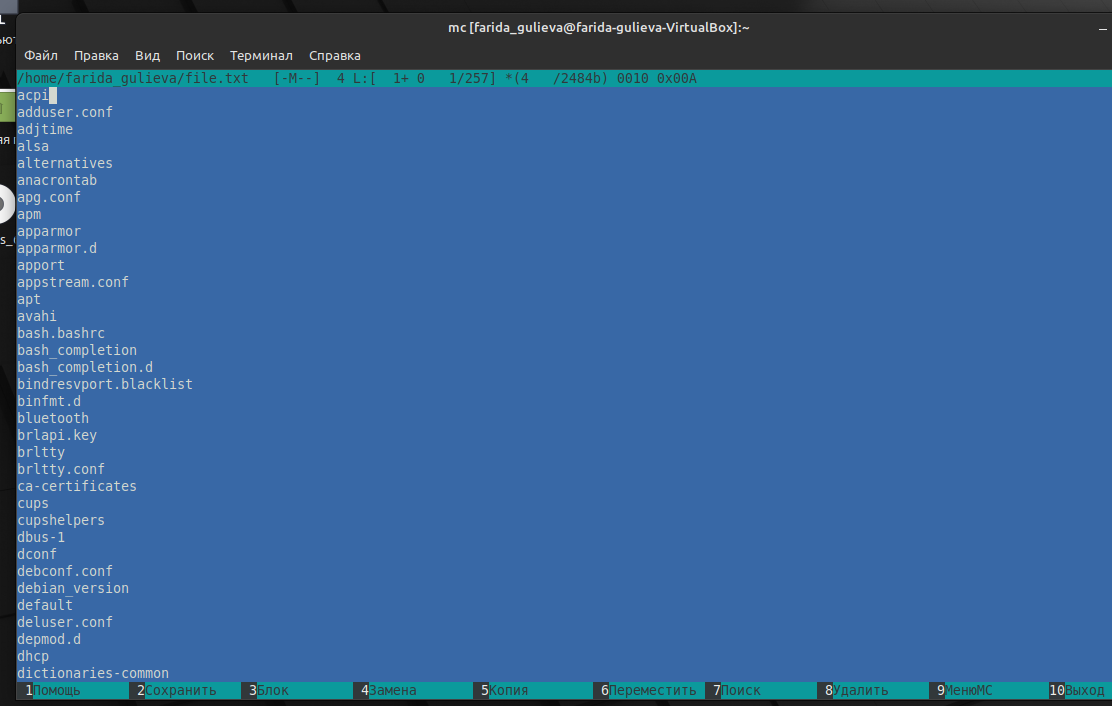 mc [farida_gulieva@farida-gulieva-VirtualBox]:~
Файл Правка Вид Поиск Терминал Справка
/home/farida_gulieva/file.txt [-M--] 4 L:[ 1+ 0 1/257] *(4 /2484b) 0010 0x00A
acpi
adduser.conf
adjtime
alsa
alternatives
anacrontab
apg.conf
apm
apparmor
apparmor.d
apport
appstream.conf
apt
avahi
bash.bashrc
bash_completion
bash_completion.d
bindresvport.blacklist
binfmt.d
bluetooth
brlapi.key
brltty
brltty.conf
ca-certificates
cups
cupshelpers
dbus-1
dconf
debconf.conf
debian_version
default
deluser.conf
depmod.d
dhcp
dictionaries-common
1Помощь 2Сохранить 3Блок 4Замена 5Копия 6Переместить 7Поиск 8Удалить 9МенюMC 10Выход